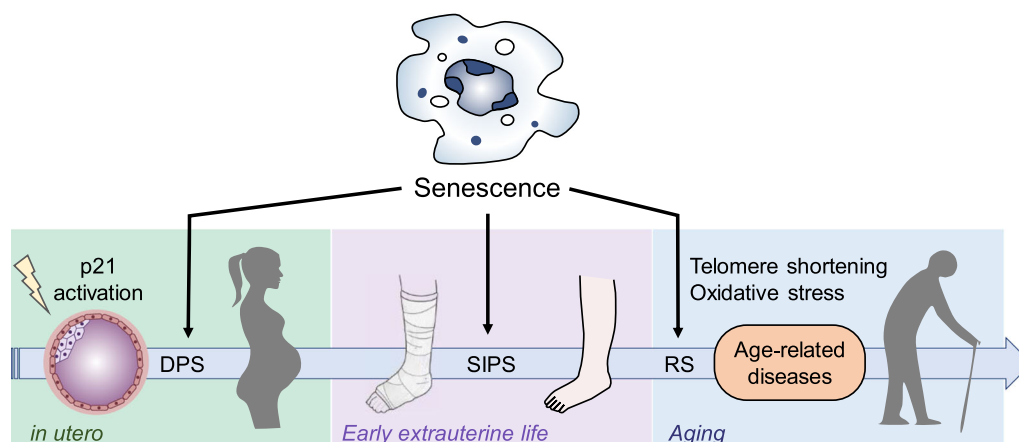 Senescence
p21
activation
Telomere shortening
Oxidative stress
DPS
SIPS
RS
Age-related
diseases
in utero
Early extrauterine life
Aging